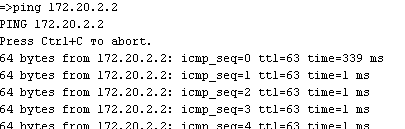 =>ping 172.20.2.2
PING 172.20.2.2
Press Ctrl+C to abort.
64 bytes from 172.20.2.2: icmp_seq=0 ttl=63 time=339 ms
64 bytes from 172.20.2.2: icmp_seq=1 ttl=63 time=1 ms
64 bytes from 172.20.2.2: icmp_seq=2 ttl=63 time=1 ms
64 bytes from 172.20.2.2: icmp_seq=3 ttl=63 time=1 ms
64 bytes from 172.20.2.2: icmp_seq=4 ttl=63 time=1 ms